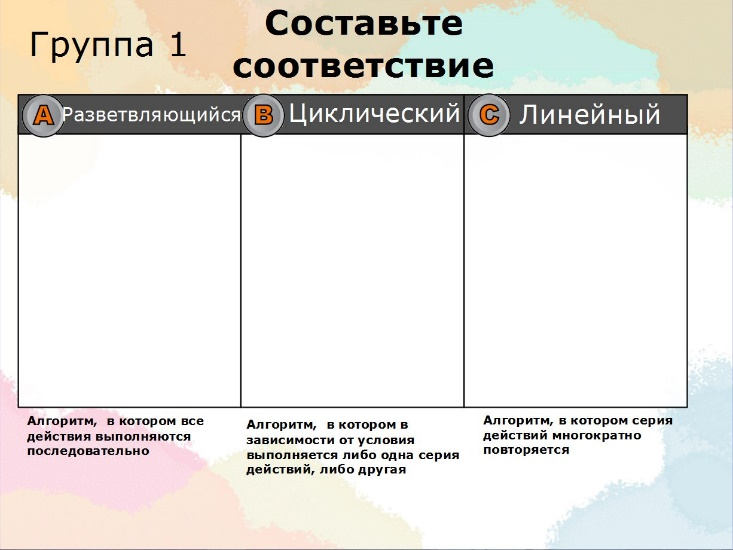 Группа 1
Составьте
соответствие
A Разветвляющийся
B Циклический
C Линейный
Алгоритм, в котором все
действия выполняются
последовательно
Алгоритм, в котором в
зависимости от условия
выполняется либо одна серия
действий, либо другая
Алгоритм, в котором серия
действий многократно
повторяется